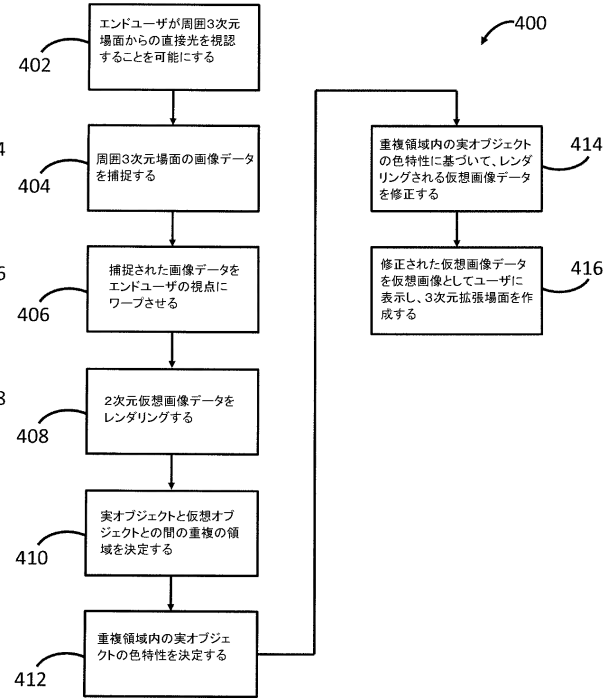 400
エンドユーザが周囲3次元
場面からの直接光を視認
することを可能にする
402
周囲3次元場面の画像データ
を捕捉する
4
404
捕捉された画像データを
エンドユーザの視点に
ワープさせる
6
406
2次元仮想画像データを
レンダリングする
8
408
実オブジェクトと仮想オブ
ジェクトとの間の重複の領
域を決定する
410
重複領域内の実オブジェ
クトの色特性を決定する
412
重複領域内の実オブジェクト
の色特性に基づいて、レンダ
リングされる仮想画像データ
を修正する
414
修正された仮想画像データ
を仮想画像としてユーザに
表示し、3次元拡張場面を作
成する
416